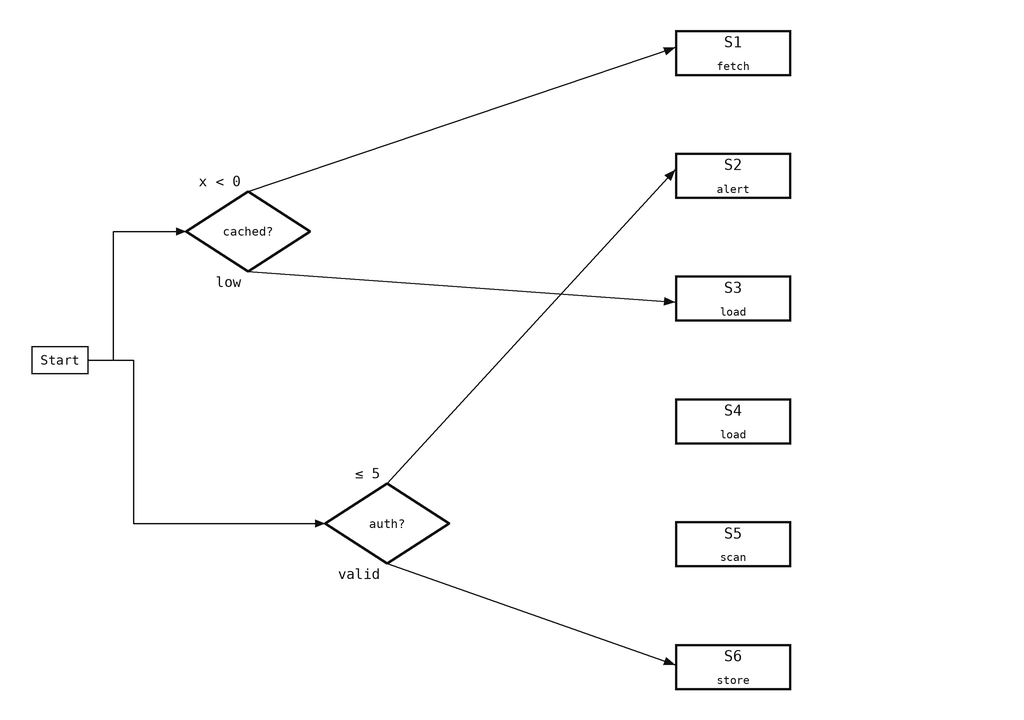 S1
fetch
S2
alert
x < 0
cached?
low
S3
load
Start
S4
load
≤ 5
auth?
valid
S5
scan
S6
store